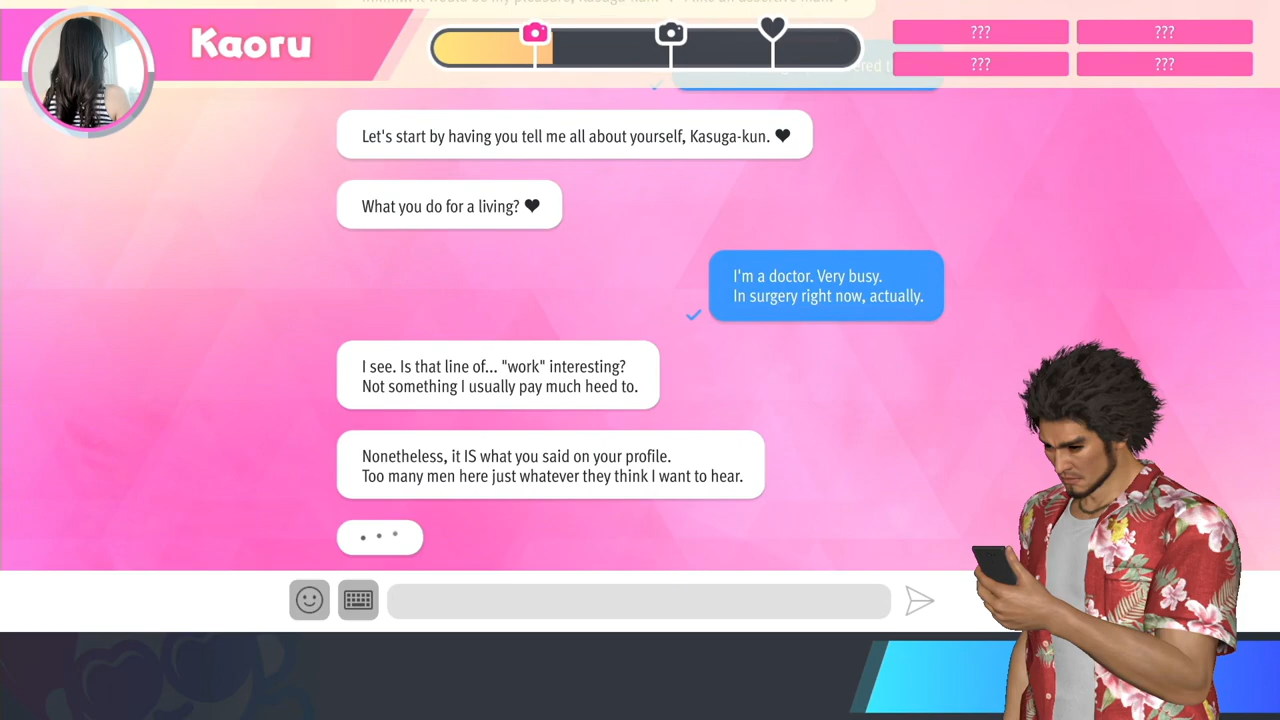 Kaoru
???
???
???
???
Let's start by having you tell me all about yourself, Kasuga-kun. ♥
What you do for a living? ♥
I'm a doctor. Very busy.
In surgery right now, actually.
I see. Is that line of... "work" interesting?
Not something I usually pay much heed to.
Nonetheless, it IS what you said on your profile.
Too many men here just whatever they think I want to hear.